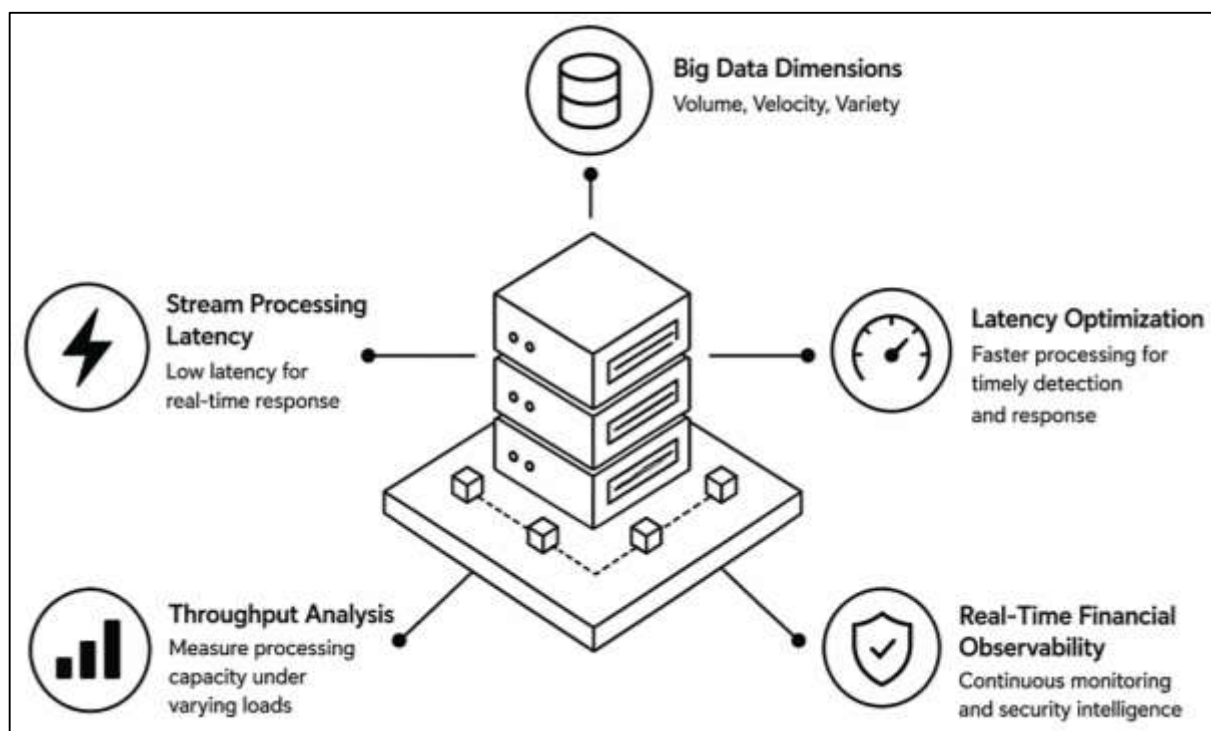 Big Data Dimensions
Volume, Velocity, Variety
Stream Processing
Latency
Low latency for
real-time response
Latency Optimization
Faster processing for
timely detection
and response
Throughput Analysis
Measure processing
capacity under
varying loads
Real-Time Financial
Observability
Continuous monitoring
and security intelligence